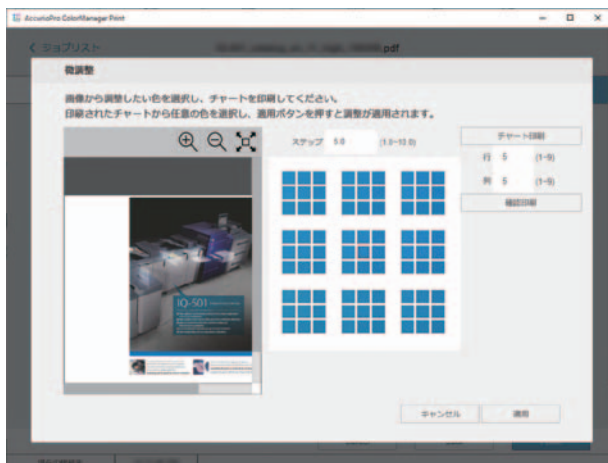 AccurioPro ColorManager Print
ジョブリスト
.pdf
微調整
画像から調整したい色を選択し、チャートを印刷してください。
印刷されたチャートから任意の色を選択し、適用ボタンを押すと調整が適用されます。
ステップ 5.0 (1.0~10.0)
チャート印刷
行 5 (1~9)
列 5 (1~9)
確認印刷
IQ-501
キャンセル 適用